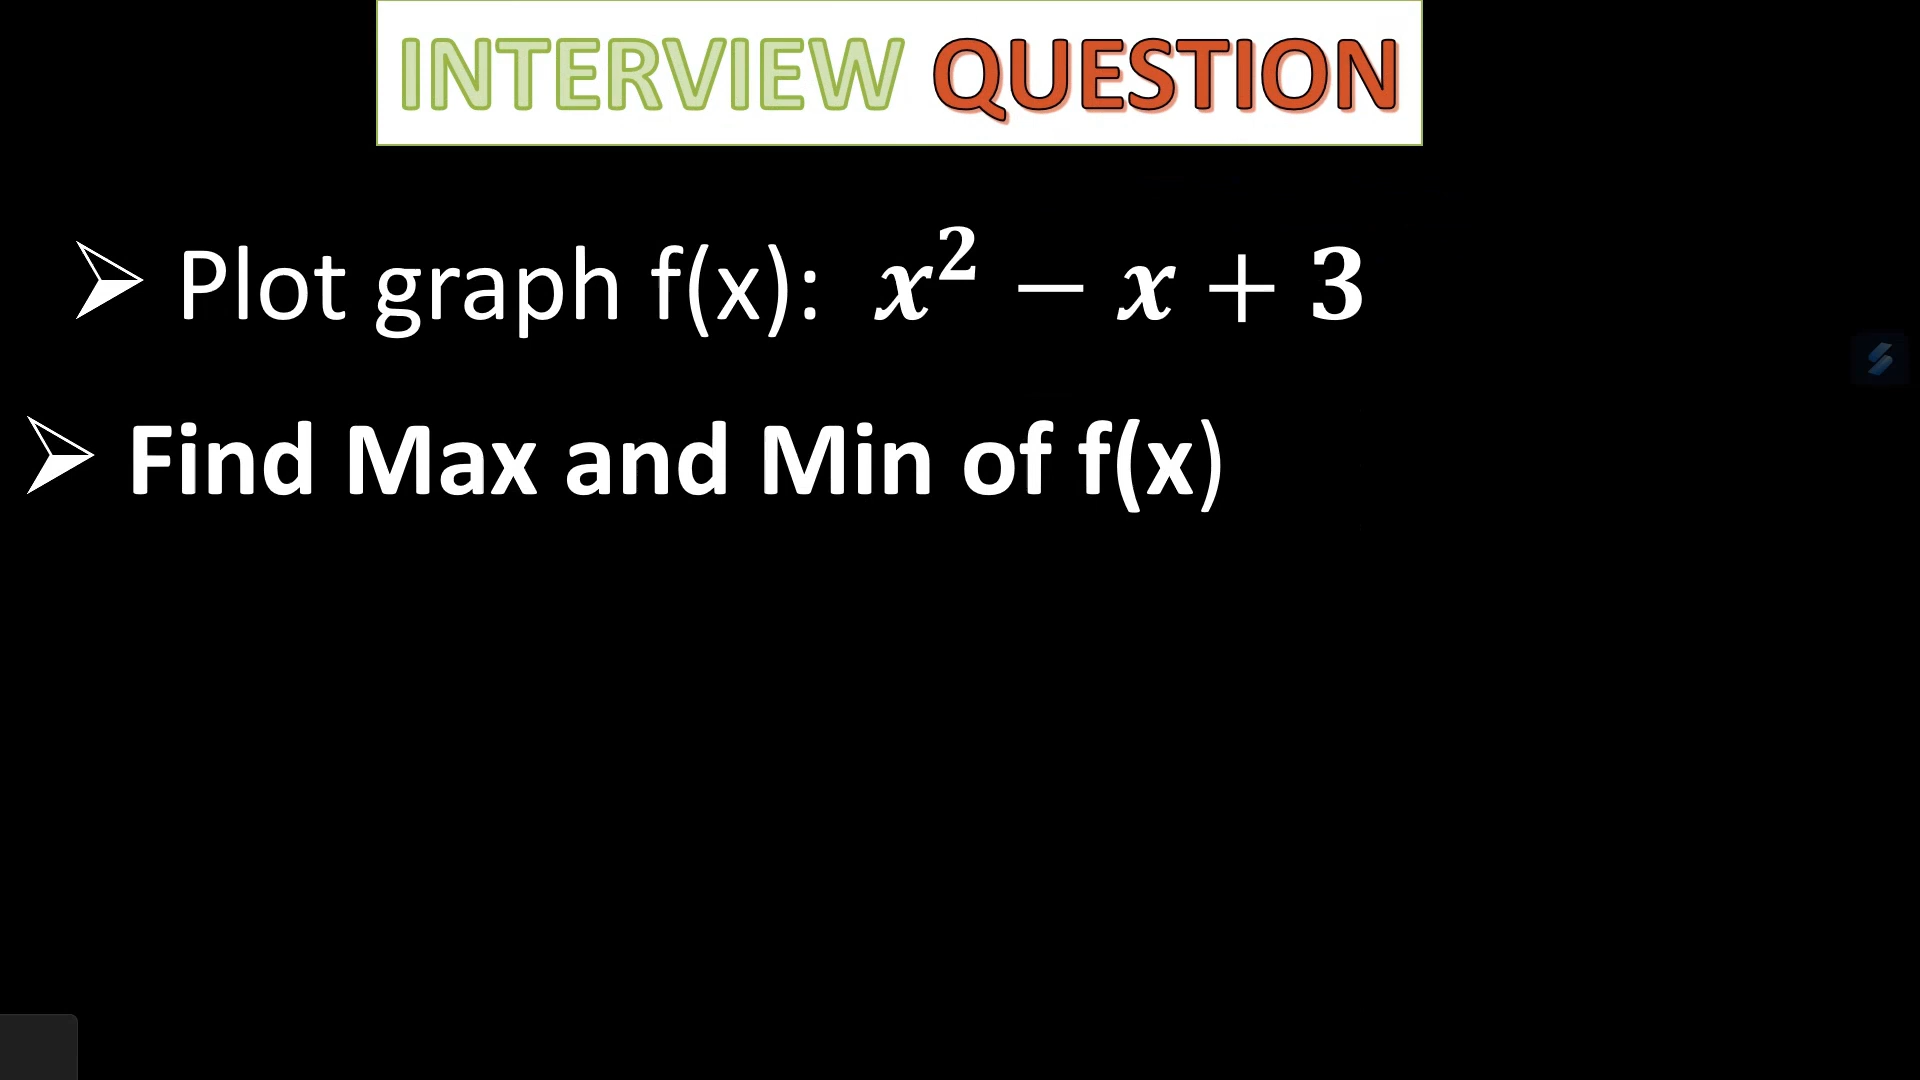 INTERVIEW QUESTION
➢ Plot graph f(x): x² − x + 3
➢ Find Max and Min of f(x)